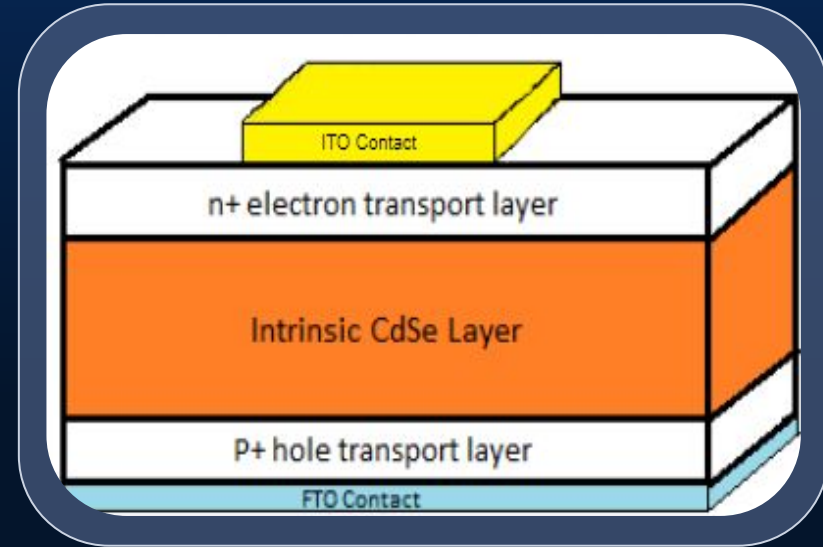 ITO Contact
n+ electron transport layer
Intrinsic CdSe Layer
P+ hole transport layer
FTO Contact